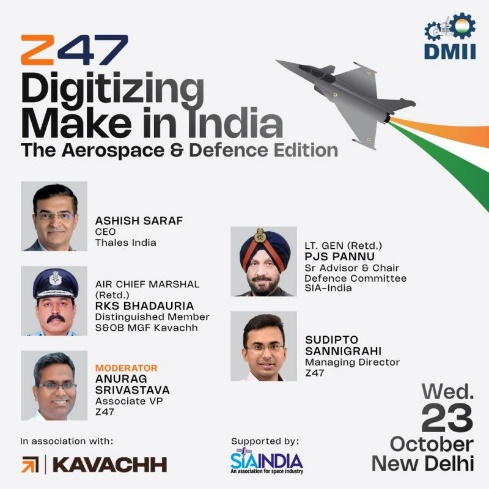 Z47
DMII
Digitizing
Make in India
The Aerospace & Defence Edition
ASHISH SARAF
CEO
Thales India
AIR CHIEF MARSHAL
(Retd.)
RKS BHADAURIA
Distinguished Member
S&OB MGF Kavachh
MODERATOR
ANURAG
SRIVASTAVA
Associate VP
Z47
LT. GEN (Retd.)
PJS PANNU
Sr Advisor & Chair
Defence Committee
SIA-India
SUDIPTO
SANNIGRAHI
Managing Director
Z47
Wed.
23
October
New Delhi
In association with:
KAVACHH
Supported by:
SIAINDIA
An association for space industry